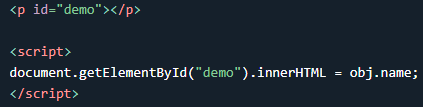 <p id="demo"></p>
<script>
document.getElementById("demo").innerHTML = obj.name;
</script>